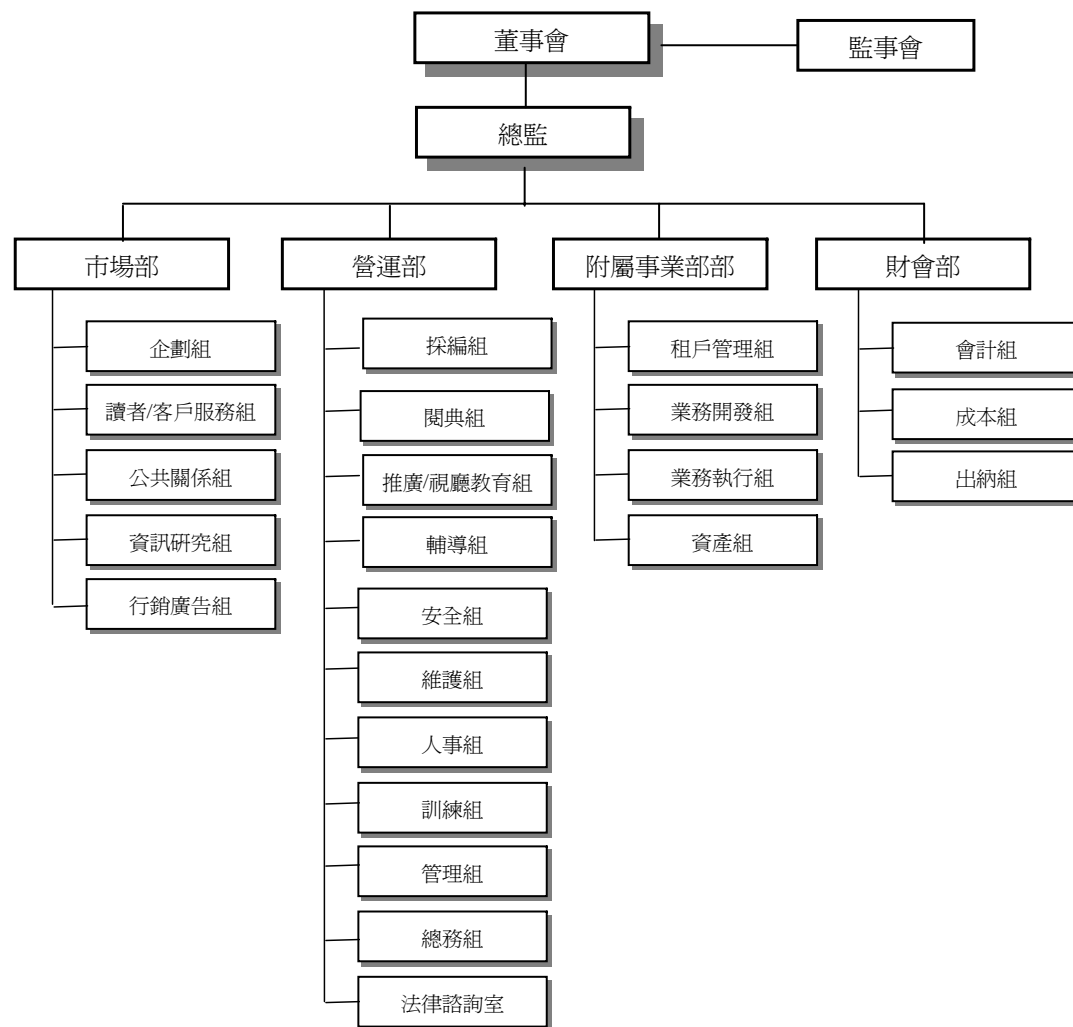 董事會
監事會
總監
市場部
營運部
附屬事業部部
財會部
企劃組
讀者/客戶服務組
公共關係組
資訊研究組
行銷廣告組
採編組
閱典組
推廣/視廳教育組
輔導組
安全組
維護組
人事組
訓練組
管理組
總務組
法律諮詢室
租戶管理組
業務開發組
業務執行組
資產組
會計組
成本組
出納組